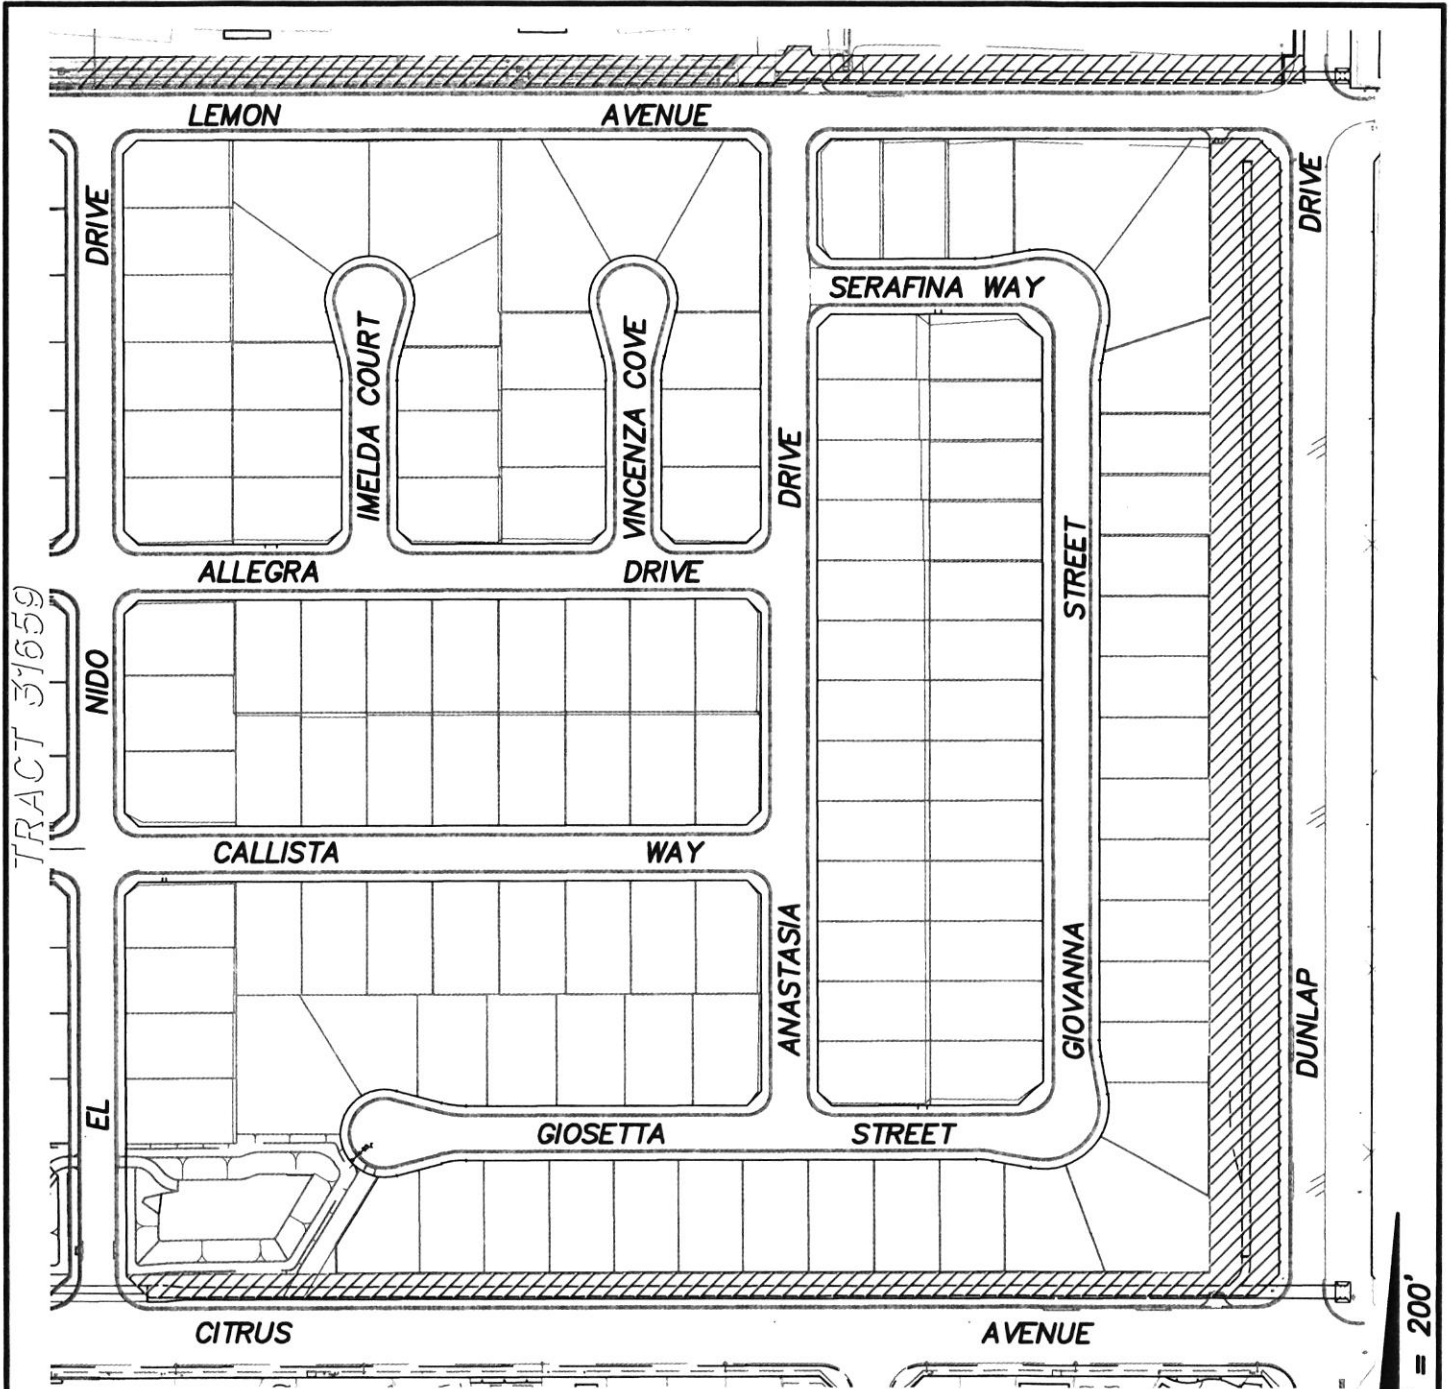 LEMON AVENUE
DRIVE
DRIVE
SERAFINA WAY
IMELDA COURT
VINCENZA COVE
DRIVE
STREET
ALLEGRA DRIVE
TRACT 31659
NIDO
CALLISTA WAY
ANASTASIA
GIOVANNA
DUNLAP
EL
GIOSETTA STREET
CITRUS AVENUE
= 200'